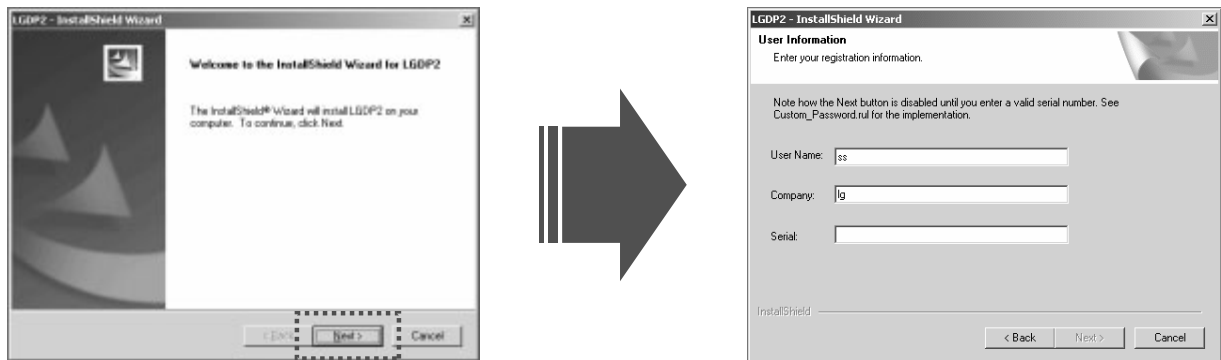 LGDP2 - InstallShield Wizard
Welcome to the InstallShield Wizard for LGDP2
The InstallShield® Wizard will install LGDP2 on your
computer. To continue, click Next.
< Back
Next >
Cancel
LGDP2 - InstallShield Wizard
User Information
Enter your registration information.
Note how the Next button is disabled until you enter a valid serial number. See
Custom_Password.rul for the implementation.
User Name: ss
Company: lg
Serial:
InstallShield
< Back
Next >
Cancel